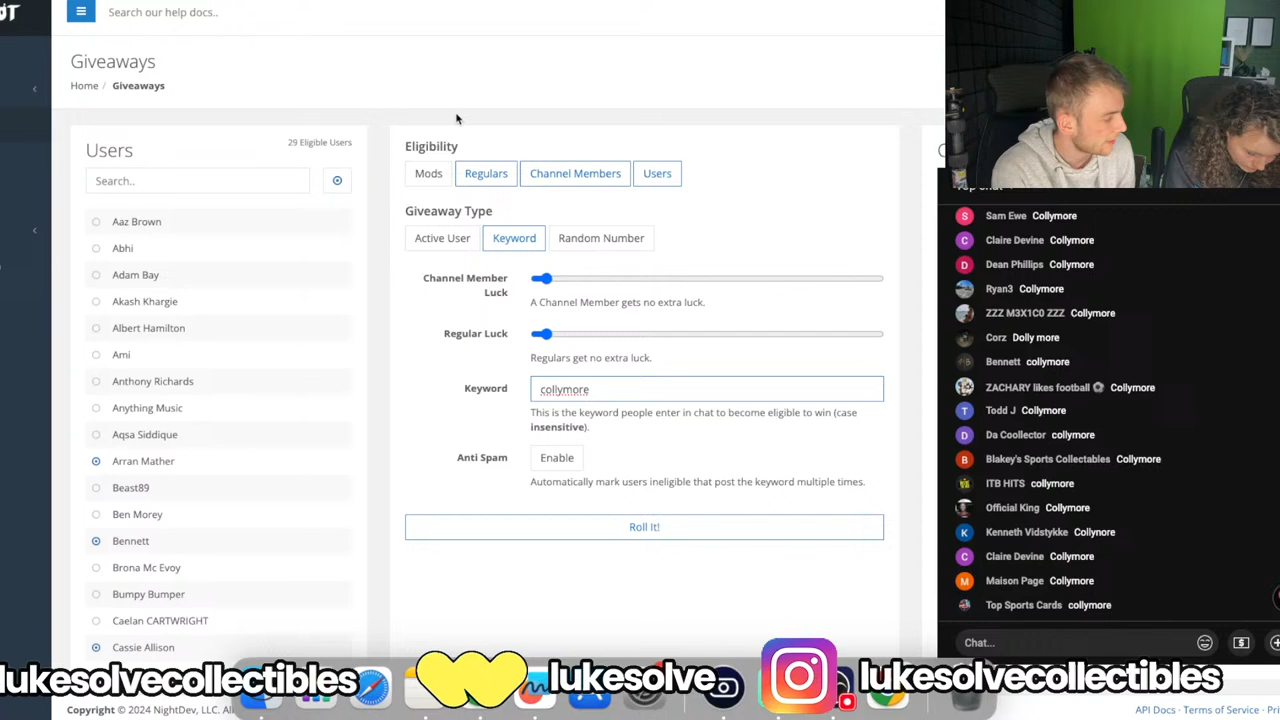 Search our help docs..
Giveaways
Home / Giveaways
Users
29 Eligible Users
Search..
Aaz Brown
Abhi
Adam Bay
Akash Khargie
Albert Hamilton
Ami
Anthony Richards
Anything Music
Aqsa Siddique
Arran Mather
Beast89
Ben Morey
Bennett
Brona Mc Evoy
Bumpy Bumper
Caelan CARTWRIGHT
Cassie Allison
Eligibility
Mods Regulars Channel Members Users
Giveaway Type
Active User Keyword Random Number
Channel Member
Luck
A Channel Member gets no extra luck.
Regular Luck
Regulars get no extra luck.
Keyword collymore
This is the keyword people enter in chat to become eligible to win (case
insensitive).
Anti Spam Enable
Automatically mark users ineligible that post the keyword multiple times.
Roll It!
S Sam Ewe Collymore
C Claire Devine Collymore
D Dean Phillips Collymore
Ryan3 Collymore
ZZZ M3X1C0 ZZZ Collymore
Corz Dolly more
Bennett collymore
ZACHARY likes football ⚽ Collymore
T Todd J Collymore
D Da Coollector collymore
B Blakey's Sports Collectables Collymore
ITB HITS collymore
Official King Collymore
K Kenneth Vidstykke Collynore
C Claire Devine Collymore
M Maison Page Collymore
Top Sports Cards collymore
Chat...
lukesolvecollectibles lukesolve lukesolvecollectibles
Copyright © 2024 NightDev, LLC. All
API Docs · Terms of Service · Pri